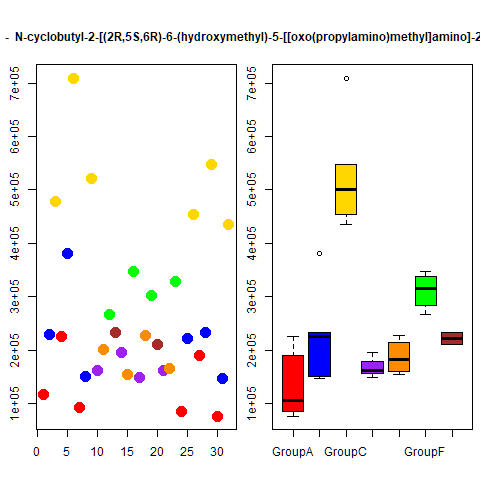 - N-cyclobutyl-2-[(2R,5S,6R)-6-(hydroxymethyl)-5-[[oxo(propylamino)methyl]amino]-2
7e+05
6e+05
5e+05
4e+05
3e+05
2e+05
1e+05
0 5 10 15 20 25 30
7e+05
6e+05
5e+05
4e+05
3e+05
2e+05
1e+05
GroupA GroupC GroupF